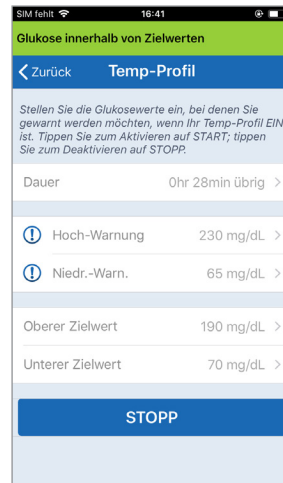 SIM fehlt 16:41
Glukose innerhalb von Zielwerten
Zurück Temp-Profil
Stellen Sie die Glukosewerte ein, bei denen Sie
gewarnt werden möchten, wenn Ihr Temp-Profil EIN
ist. Tippen Sie zum Aktivieren auf START; tippen
Sie zum Deaktivieren auf STOPP.
Dauer 0hr 28min übrig
Hoch-Warnung 230 mg/dL
Niedr.-Warn. 65 mg/dL
Oberer Zielwert 190 mg/dL
Unterer Zielwert 70 mg/dL
STOPP